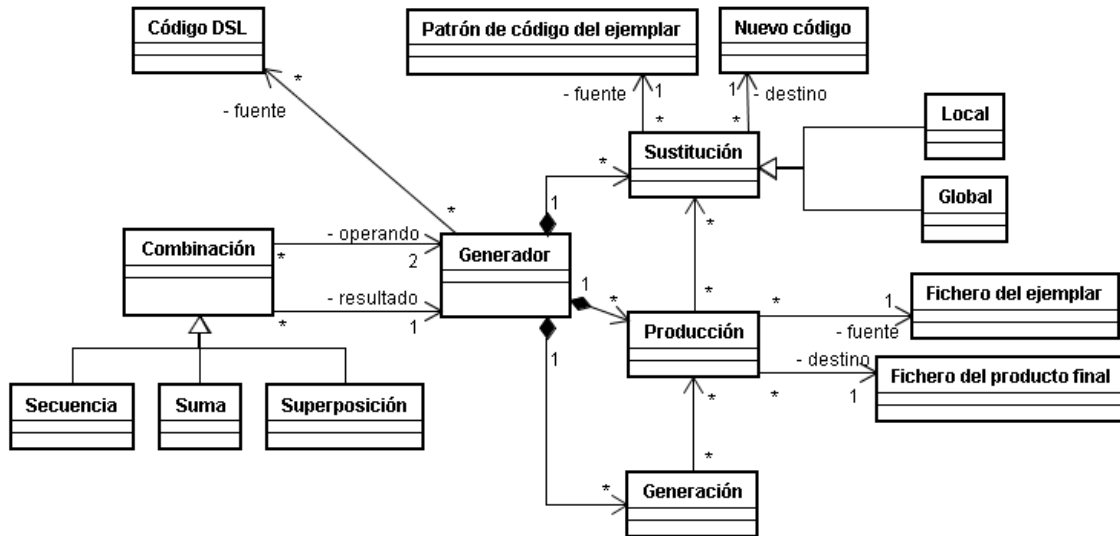 Código DSL
*
- fuente
*
Patrón de código del ejemplar
- fuente
1
*
Nuevo código
1
- destino
*
Sustitución
*
1
Local
Global
Combinación
*
- operando
2
- resultado
*
1
Generador
1
*
1
*
*
Producción
*
1
- fuente
Fichero del ejemplar
- destino
*
1
Fichero del producto final
Secuencia
Suma
Superposición
*
*
*
Generación